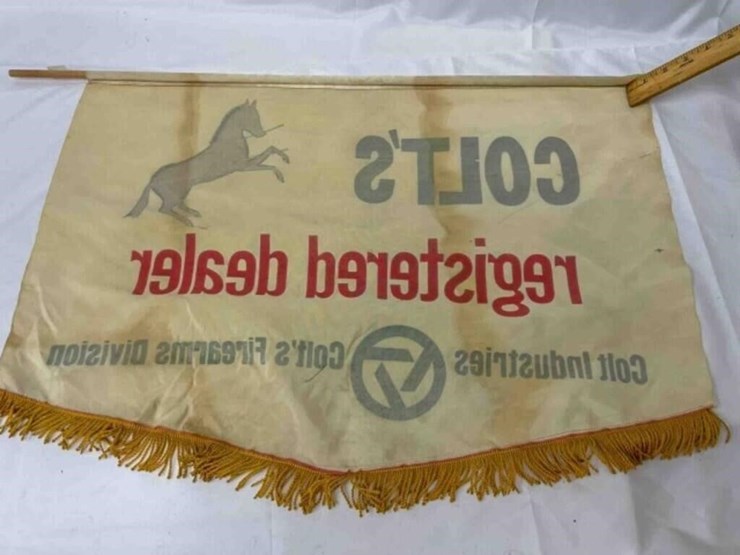 COLT'S
registered dealer
Colt Industries Colt's Firearms Division